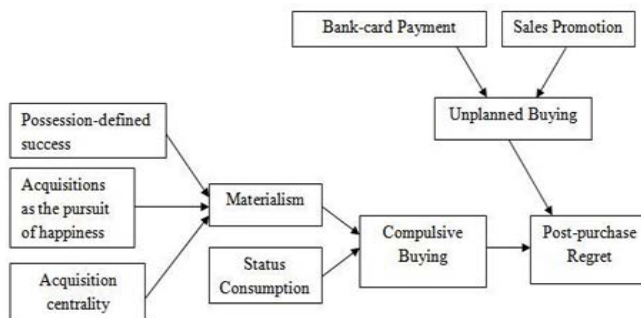 Bank-card Payment
Sales Promotion
Possession-defined
success
Unplanned Buying
Acquisitions
as the pursuit
of happiness
Materialism
Compulsive
Buying
Post-purchase
Regret
Status
Consumption
Acquisition
centrality